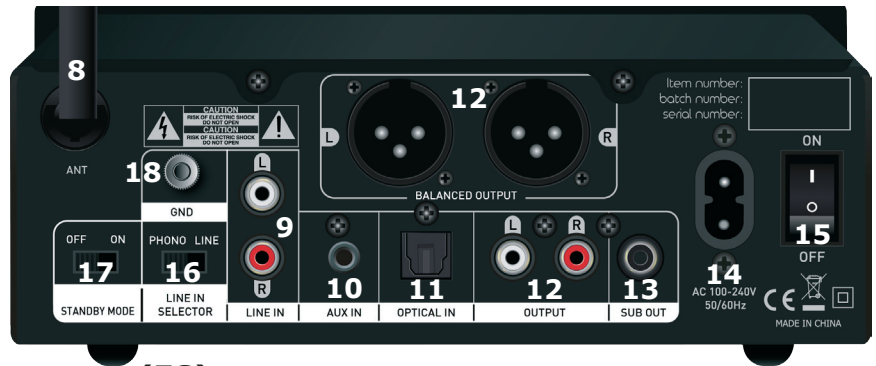 8
ANT
CAUTION
RISK OF ELECTRIC SHOCK
DO NOT OPEN
CAUTION
RISK OF ELECTRIC SHOCK
DO NOT OPEN
12
L
R
BALANCED OUTPUT
Item number:
batch number:
serial number:
ON
I
O
15
OFF
18
GND
L
9
R
LINE IN
OFF ON
17
STANDBY MODE
PHONO LINE
16
LINE IN
SELECTOR
10
AUX IN
11
OPTICAL IN
L
R
12
OUTPUT
13
SUB OUT
14
AC 100-240V
50/60Hz
CE
MADE IN CHINA